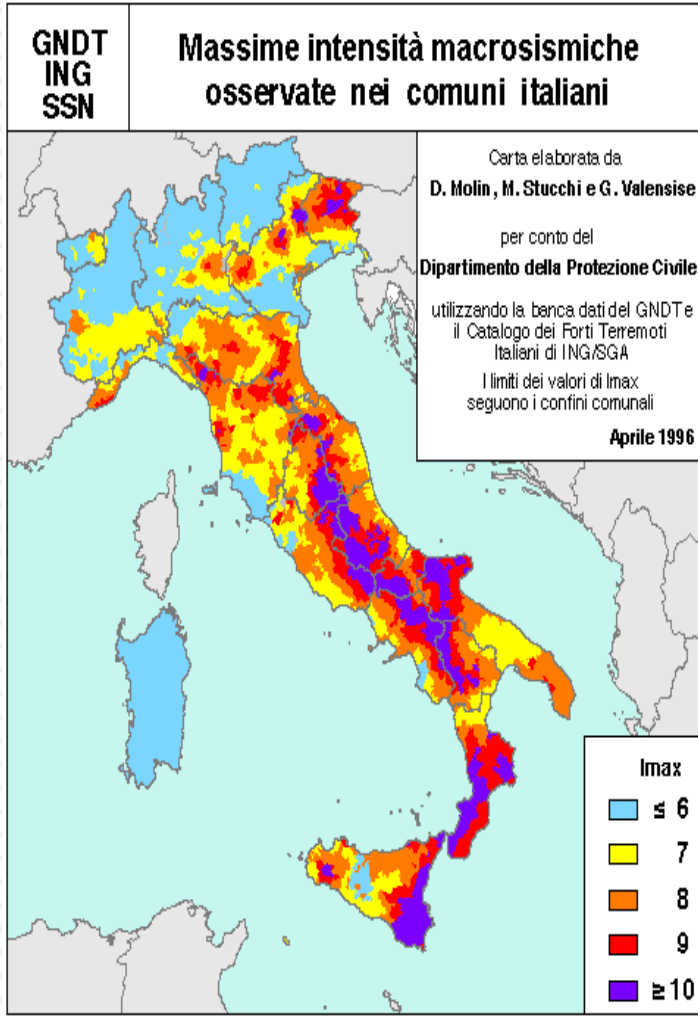 GNDT
ING
SSN
Massime intensità macrosismiche
osservate nei comuni italiani
Carta elaborata da
D. Molin , M. Stucchi e G. Valensise
per conto del
Dipartimento della Protezione Civile
utilizzando la banca dati del GNDT e
il Catalogo dei Forti Terremoti
Italiani di ING/SGA
I limiti dei valori di Imax
seguono i confini comunali
Aprile 1996
Imax
≤ 6
7
8
9
≥ 10